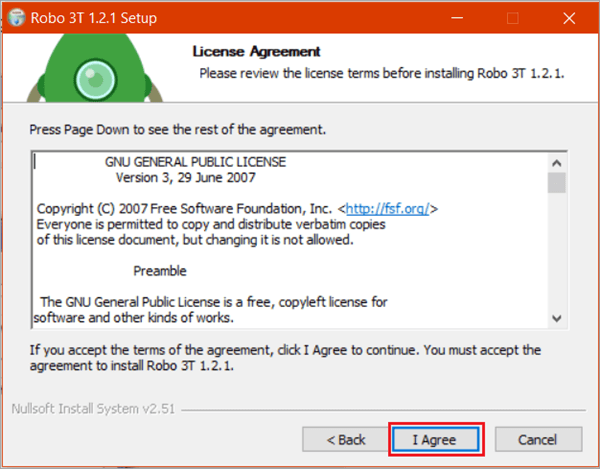 Robo 3T 1.2.1 Setup
License Agreement
Please review the license terms before installing Robo 3T 1.2.1.
Press Page Down to see the rest of the agreement.
GNU GENERAL PUBLIC LICENSE
Version 3, 29 June 2007
Copyright (C) 2007 Free Software Foundation, Inc. <http://fsf.org/>
Everyone is permitted to copy and distribute verbatim copies
of this license document, but changing it is not allowed.
Preamble
The GNU General Public License is a free, copyleft license for
software and other kinds of works.
If you accept the terms of the agreement, click I Agree to continue. You must accept the
agreement to install Robo 3T 1.2.1.
Nullsoft Install System v2.51
< Back
I Agree
Cancel